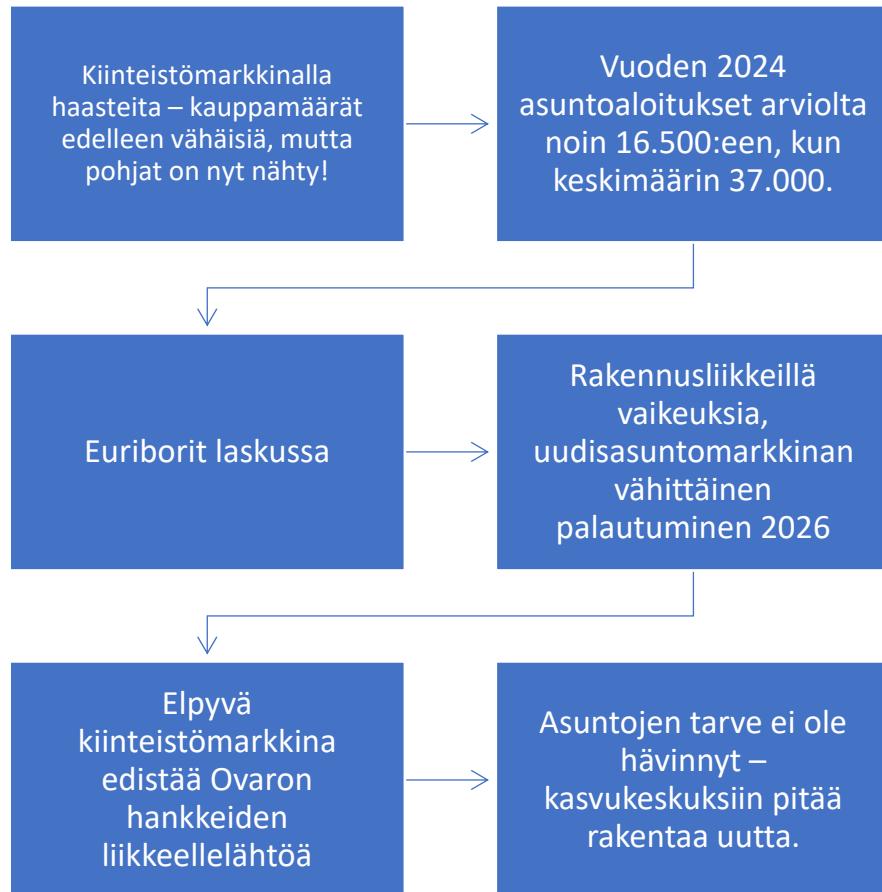 Kiinteistömarkkinalla
haasteita – kauppamäärät
edelleen vähäisiä, mutta
pohjat on nyt nähty!
Vuoden 2024
asuntoaloitukset arviolta
noin 16.500:een, kun
keskimäärin 37.000.
Euriborit laskussa
Rakennusliikkeillä
vaikeuksia,
uudisasuntomarkkinan
vähittäinen
palautuminen 2026
Elpyvä
kiinteistömarkkina
edistää Ovaron
hankkeiden
liikkeellelähtöä
Asuntojen tarve ei ole
hävinnyt –
kasvukeskuksiin pitää
rakentaa uutta.